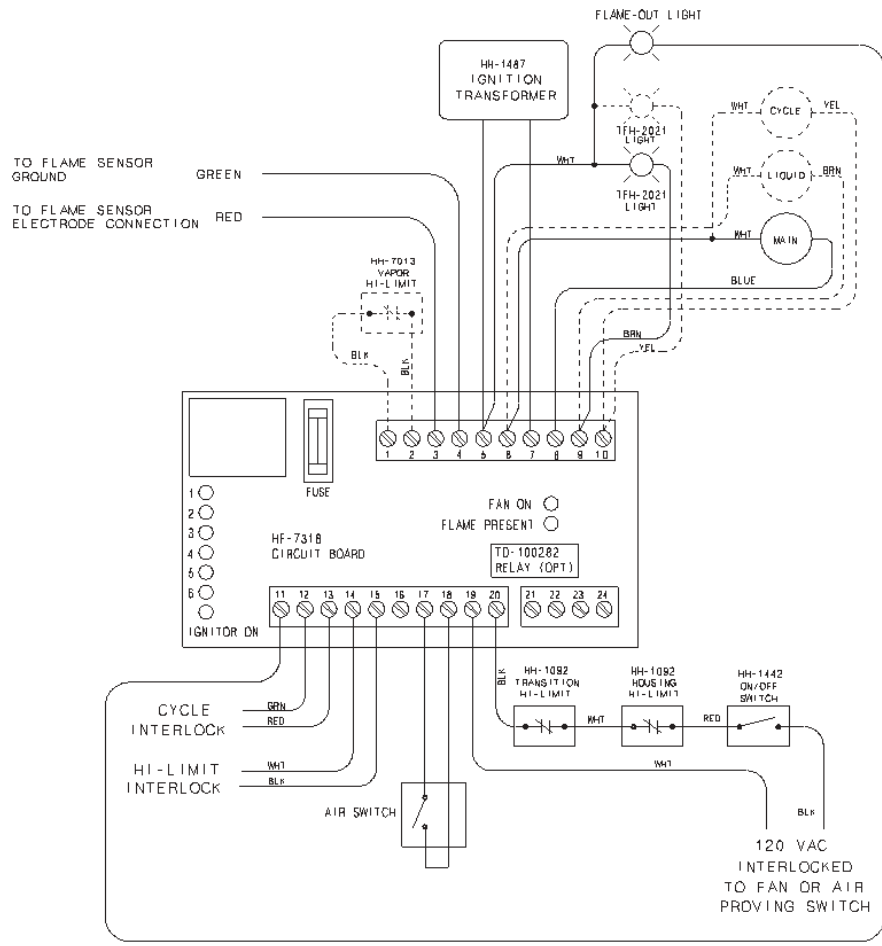 FLAME-OUT LIGHT
HH-1487
IGNITION
TRANSFORMER
TFH-2021
LIGHT
WHT
CYCLE
YEL
WHT
LIQUID
BRN
WHT
TFH-2021
LIGHT
WHT
MAIN
BLUE
BRN
YEL
TO FLAME SENSOR
GROUND
GREEN
TO FLAME SENSOR
ELECTRODE CONNECTION
RED
HH-7013
VAPOR
HI-LIMIT
BLK
BLK
1 2 3 4 5 6 7 8 9 10
FUSE
1
2
3
4
5
6
IGNITOR ON
FAN ON
FLAME PRESENT
HF-7318
CIRCUIT BOARD
TD-100282
RELAY (OPT)
11 12 13 14 15 16 17 18 19 20
21 22 23 24
CYCLE
INTERLOCK
GRN
RED
HI-LIMIT
INTERLOCK
WHT
BLK
AIR SWITCH
BLK
HH-1092
TRANSITION
HI-LIMIT
WHT
HH-1092
HOUSING
HI-LIMIT
RED
HH-1442
ON/OFF
SWITCH
WHT
BLK
120 VAC
INTERLOCKED
TO FAN OR AIR
PROVING SWITCH